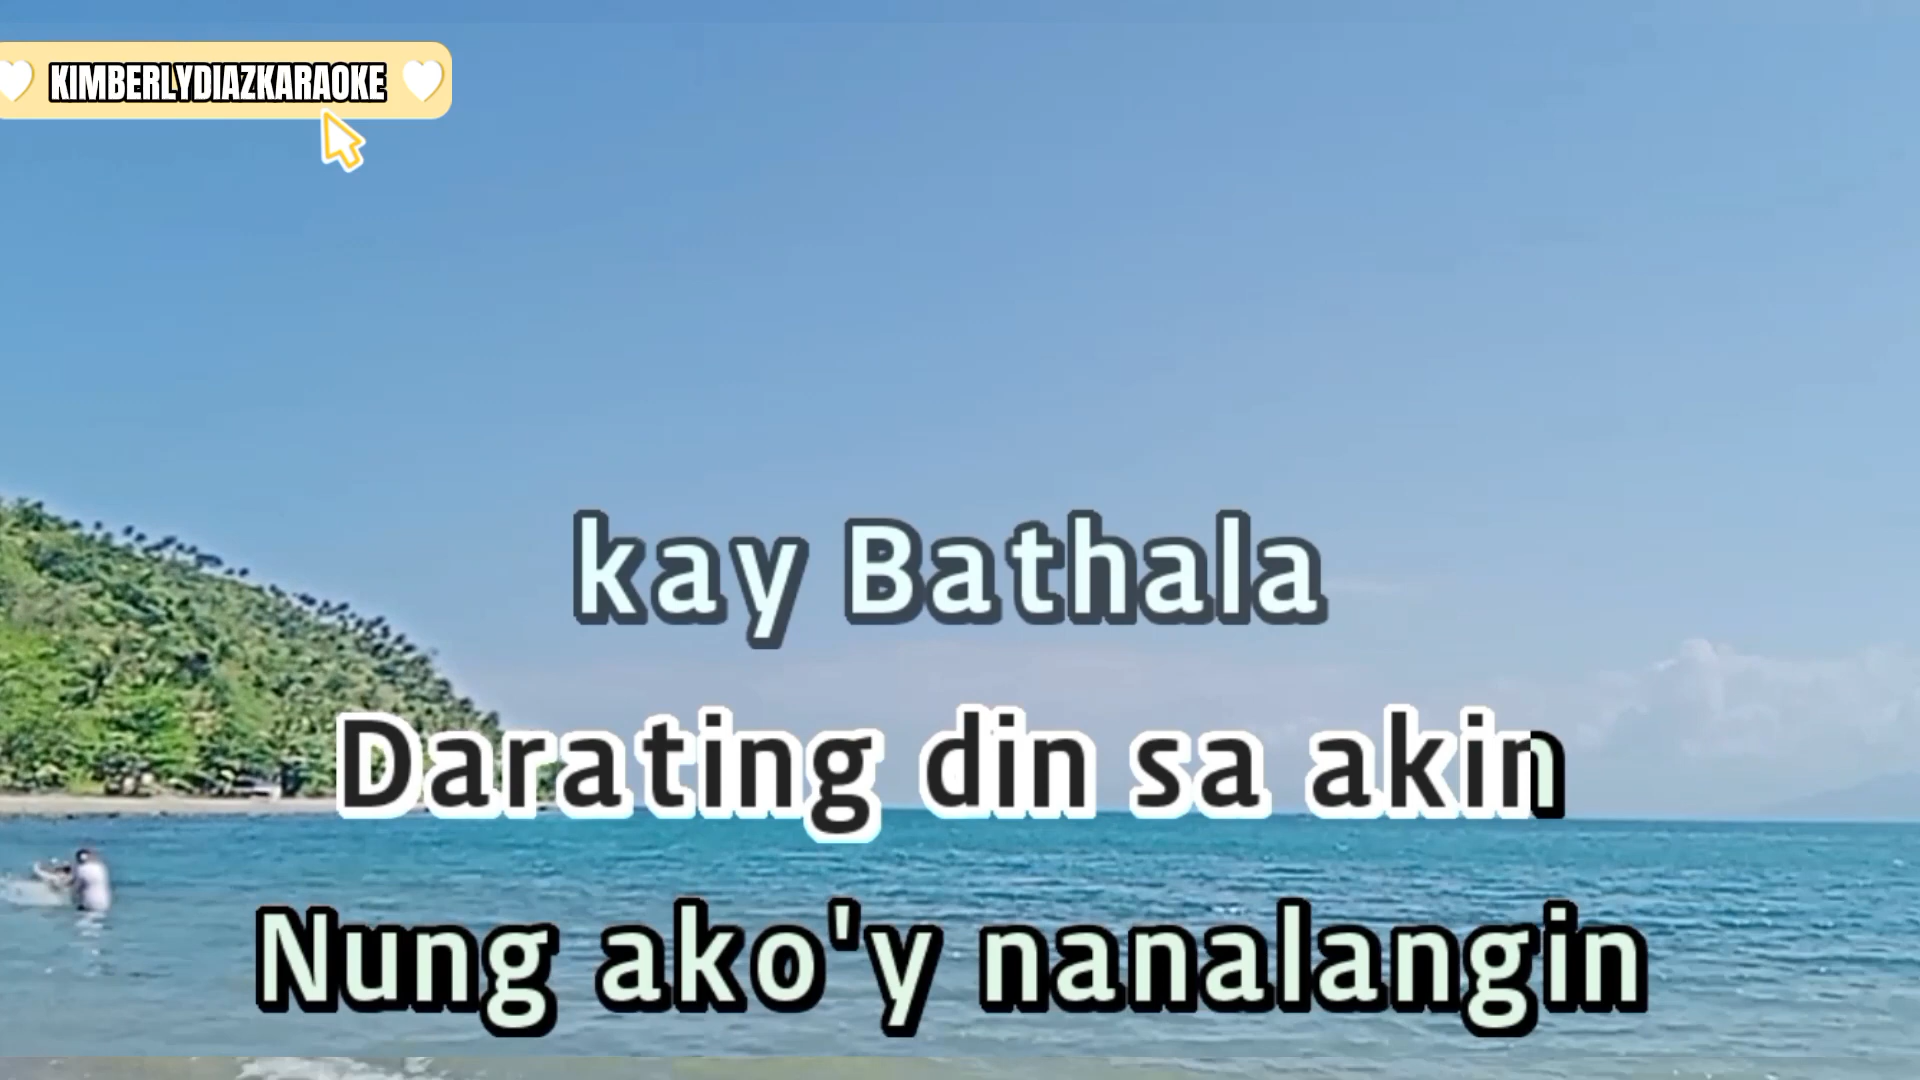 KIMBERLYDIAZKARAOKE
kay Bathala
Darating din sa akin
Nung ako'y nanalangin